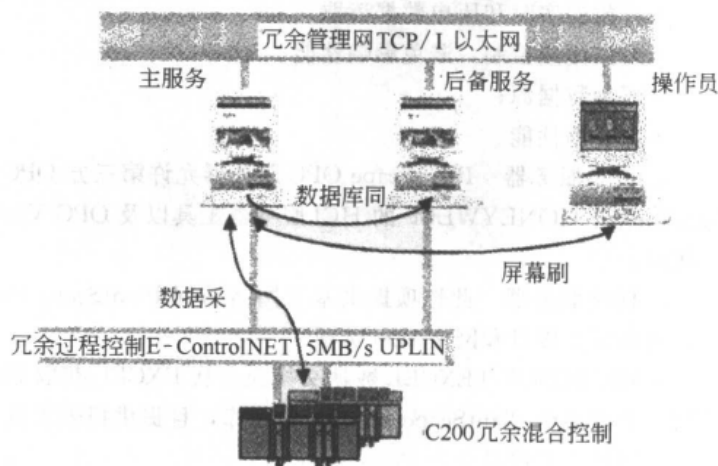 冗余管理网TCP/I 以太网
主服务
后备服务
操作员
数据库同
屏幕刷
数据采
冗余过程控制E-ControlNET 5MB/s UPLIN
C200冗余混合控制